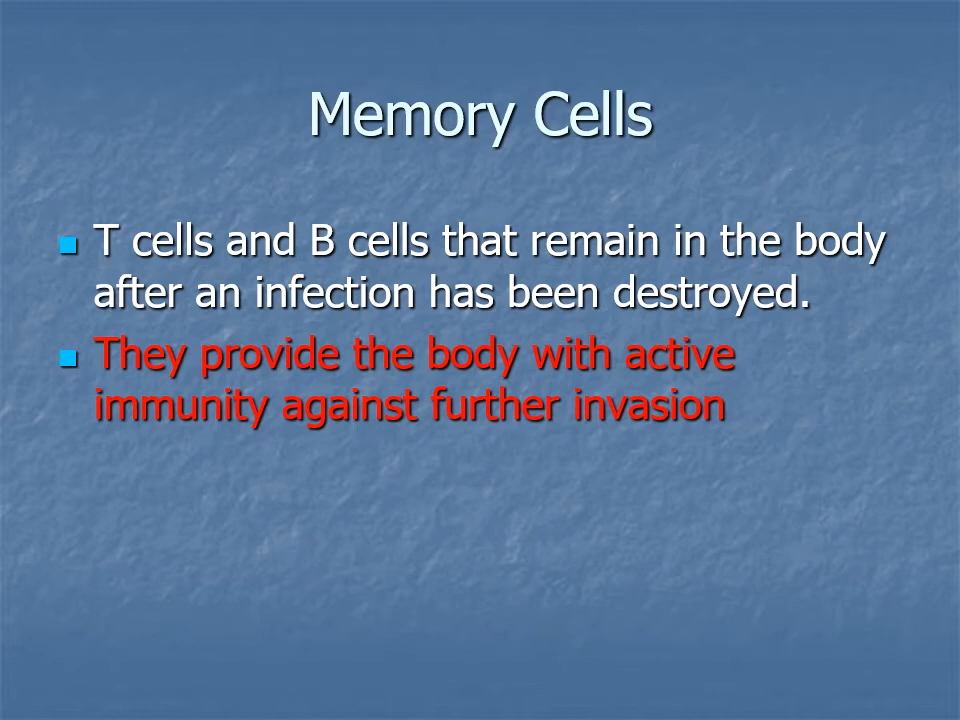 Memory Cells
T cells and B cells that remain in the body
after an infection has been destroyed.
They provide the body with active
immunity against further invasion